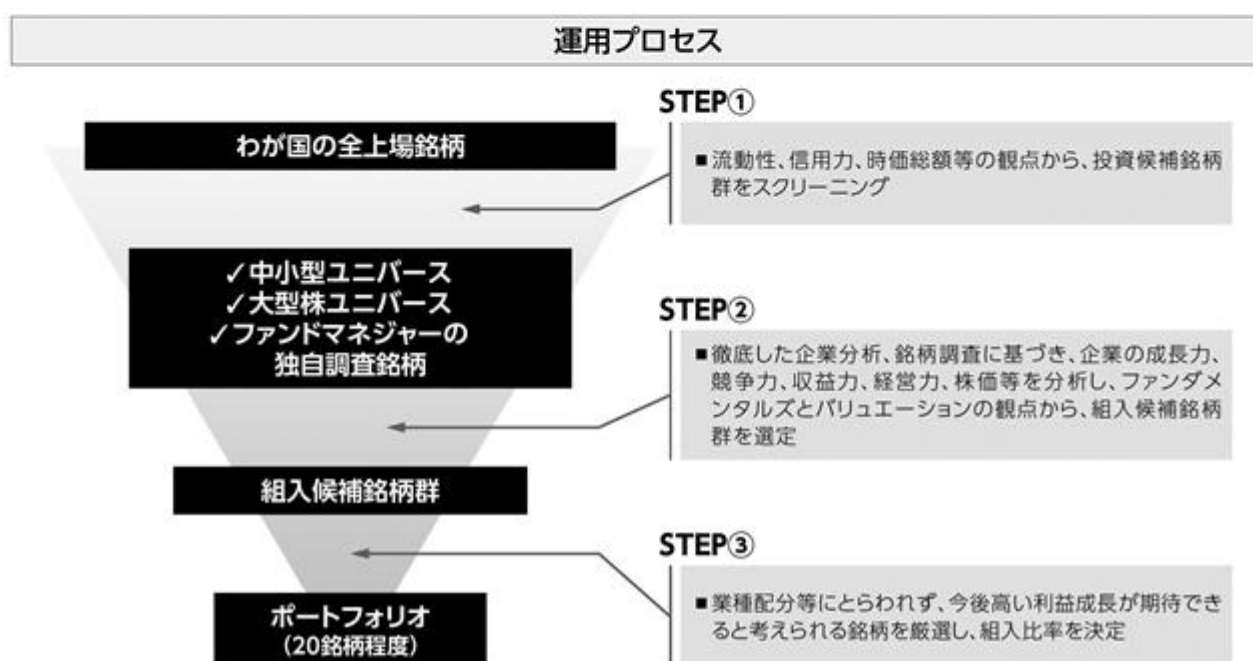 運用プロセス
わが国の全上場銘柄
STEP①
■流動性、信用力、時価総額等の観点から、投資候補銘柄
群をスクリーニング
✓中小型ユニバース
✓大型株ユニバース
✓ファンドマネジャーの
独自調査銘柄
STEP②
■徹底した企業分析、銘柄調査に基づき、企業の成長力、
競争力、収益力、経営力、株価等を分析し、ファンダメ
ンタルズとバリュエーションの観点から、組入候補銘柄
群を選定
組入候補銘柄群
STEP③
■業種配分等にとらわれず、今後高い利益成長が期待でき
ると考えられる銘柄を厳選し、組入比率を決定
ポートフォリオ
(20銘柄程度)